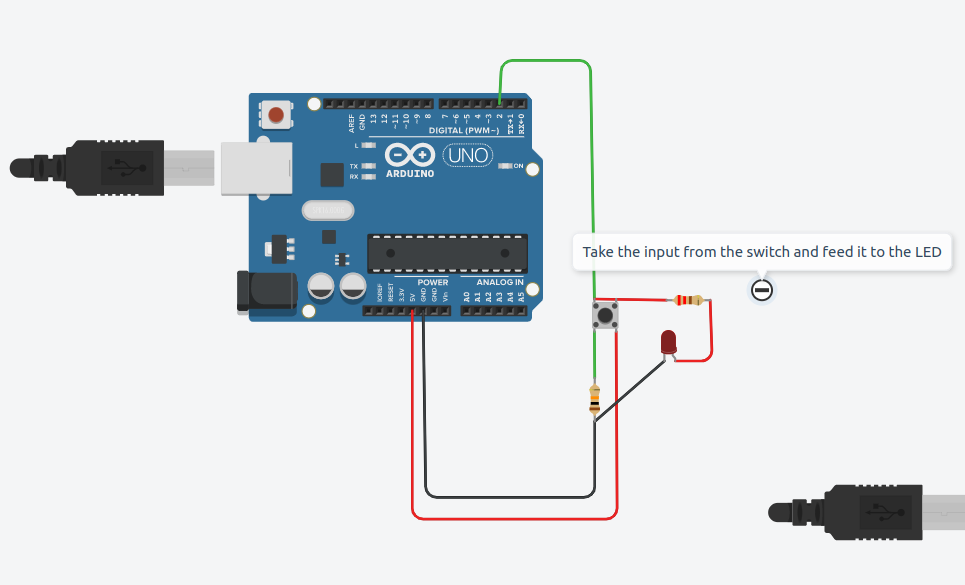 AREF
GND
13
12
~11
~10
~9
8
7
~6
~5
4
~3
2
TX→1
RX←0
DIGITAL (PWM~)
L
TX
RX
UNO
ARDUINO
ON
Take the input from the switch and feed it to the LED
POWER
ANALOG IN
IOREF
RESET
3.3V
5V
GND
GND
Vin
A0
A1
A2
A3
A4
A5